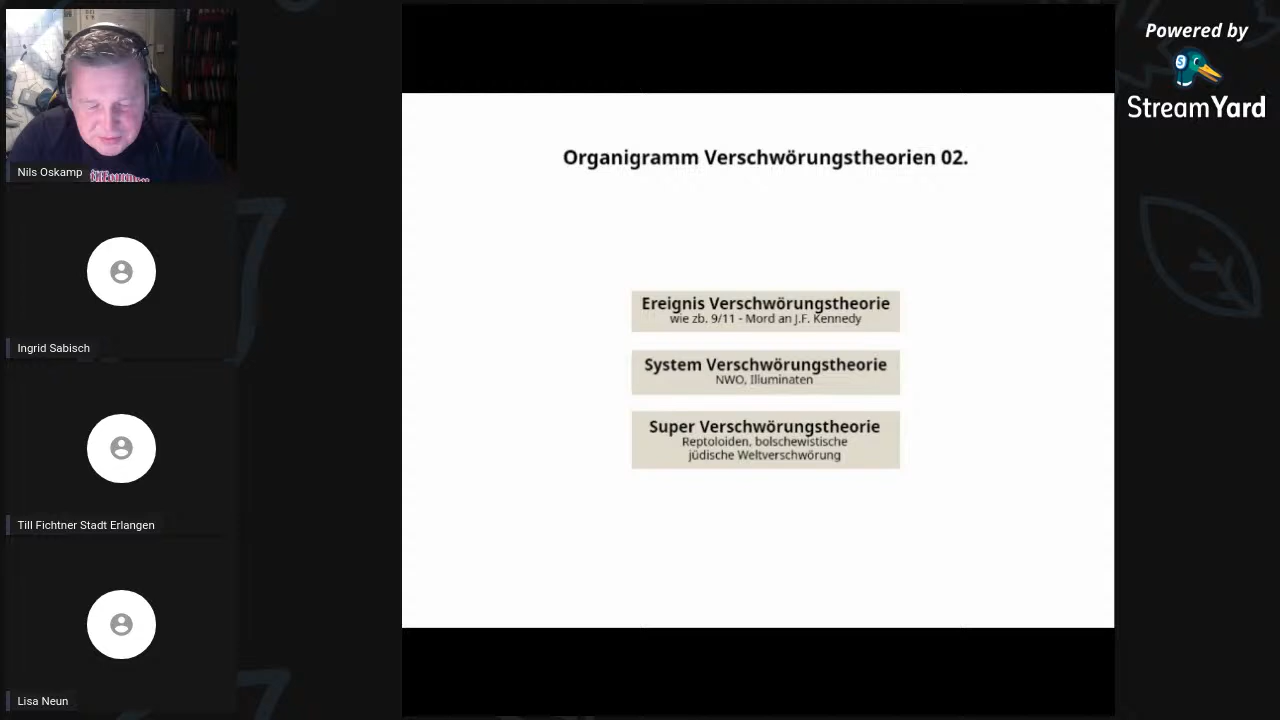 Nils Oskamp
Ingrid Sabisch
Till Fichtner Stadt Erlangen
Lisa Neun
Organigramm Verschwörungstheorien 02.
Ereignis Verschwörungstheorie
wie zb. 9/11 - Mord an J.F. Kennedy
System Verschwörungstheorie
NWO, Illuminaten
Super Verschwörungstheorie
Reptoloiden, bolschewistische
jüdische Weltverschwörung
Powered by
StreamYard